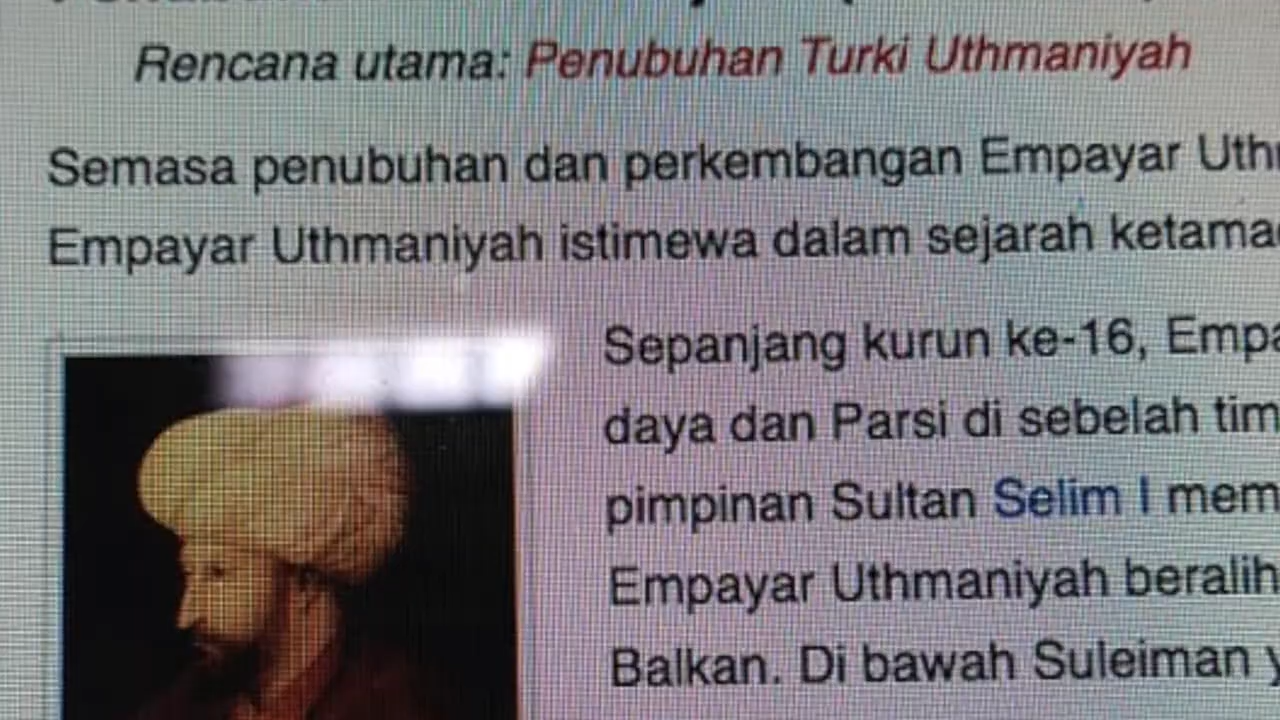 Rencana utama: Penubuhan Turki Uthmaniyah
Semasa penubuhan dan perkembangan Empayar
Empayar Uthmaniyah istimewa dalam sejarah
Sepanjang kurun ke-16,
daya dan Parsi di sebelah
pimpinan Sultan Selim I
Empayar Uthmaniyah beralih
Balkan. Di bawah Suleiman